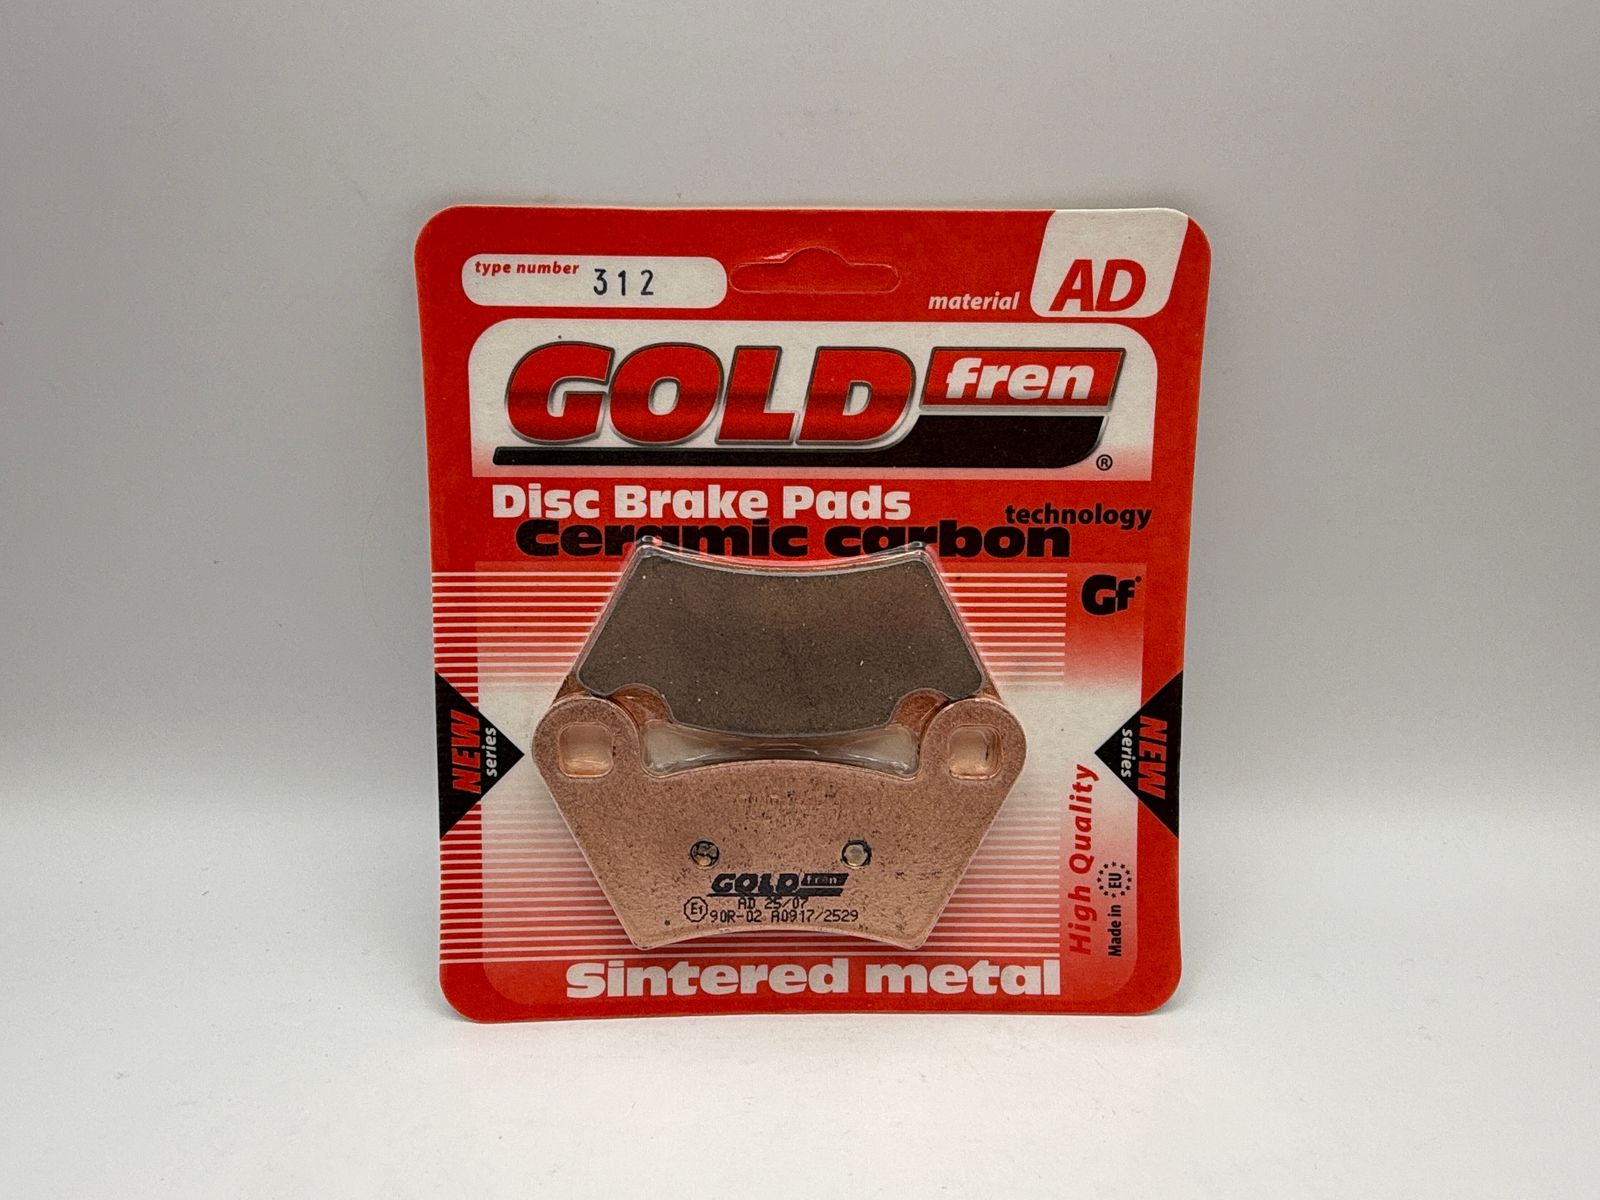 type number 312
material AD
GOLD fren ®
Disc Brake Pads
technology
Ceramic carbon
Gf
NEW series
NEW series
High Quality
Made in EU
GOLD fren
AD 25/07
E1 90R-02 A0917/2529
Sintered metal